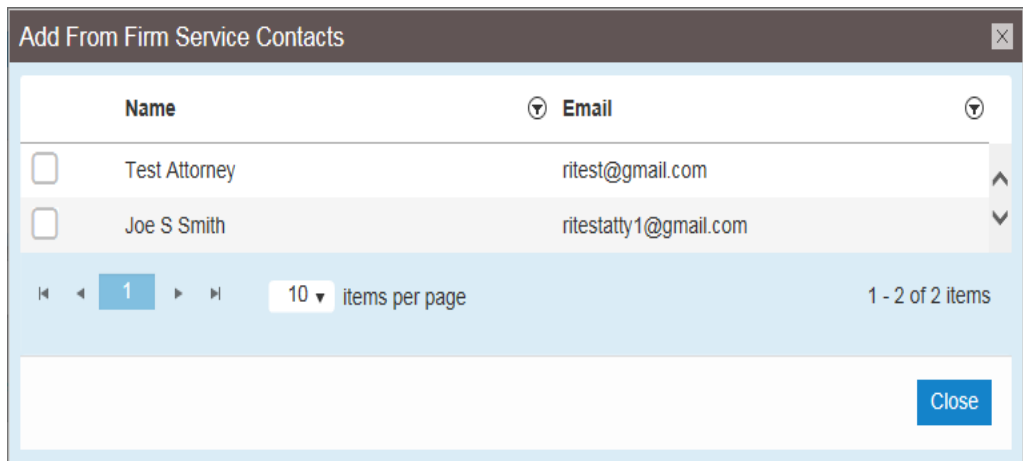 Add From Firm Service Contacts
Name Email
Test Attorney ritest@gmail.com
Joe S Smith ritestatty1@gmail.com
1 10 items per page 1 - 2 of 2 items
Close